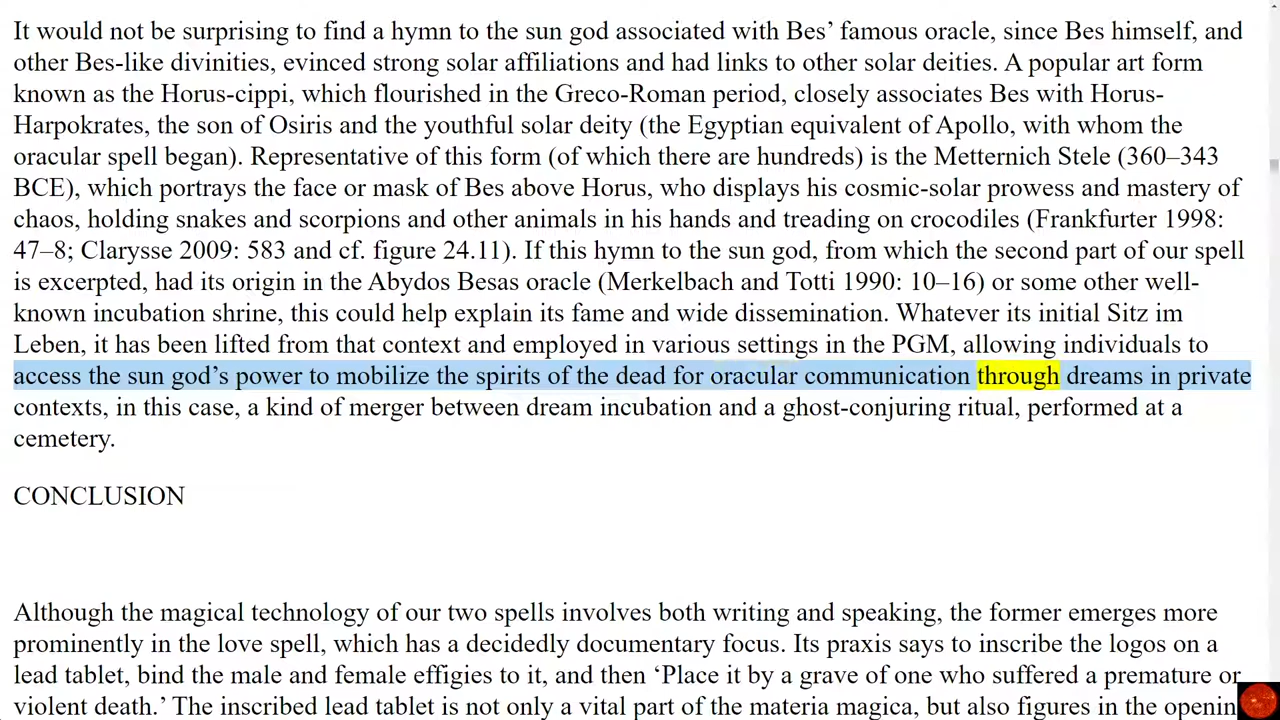 It would not be surprising to find a hymn to the sun god associated with Bes’ famous oracle, since Bes himself, and
other Bes-like divinities, evinced strong solar affiliations and had links to other solar deities. A popular art form
known as the Horus-cippi, which flourished in the Greco-Roman period, closely associates Bes with Horus-
Harpokrates, the son of Osiris and the youthful solar deity (the Egyptian equivalent of Apollo, with whom the
oracular spell began). Representative of this form (of which there are hundreds) is the Metternich Stele (360–343
BCE), which portrays the face or mask of Bes above Horus, who displays his cosmic-solar prowess and mastery of
chaos, holding snakes and scorpions and other animals in his hands and treading on crocodiles (Frankfurter 1998:
47–8; Clarysse 2009: 583 and cf. figure 24.11). If this hymn to the sun god, from which the second part of our spell
is excerpted, had its origin in the Abydos Besas oracle (Merkelbach and Totti 1990: 10–16) or some other well-
known incubation shrine, this could help explain its fame and wide dissemination. Whatever its initial Sitz im
Leben, it has been lifted from that context and employed in various settings in the PGM, allowing individuals to
access the sun god’s power to mobilize the spirits of the dead for oracular communication through dreams in private
contexts, in this case, a kind of merger between dream incubation and a ghost-conjuring ritual, performed at a
cemetery.
CONCLUSION
Although the magical technology of our two spells involves both writing and speaking, the former emerges more
prominently in the love spell, which has a decidedly documentary focus. Its praxis says to inscribe the logos on a
lead tablet, bind the male and female effigies to it, and then ‘Place it by a grave of one who suffered a premature or
violent death.’ The inscribed lead tablet is not only a vital part of the materia magica, but also figures in the openin